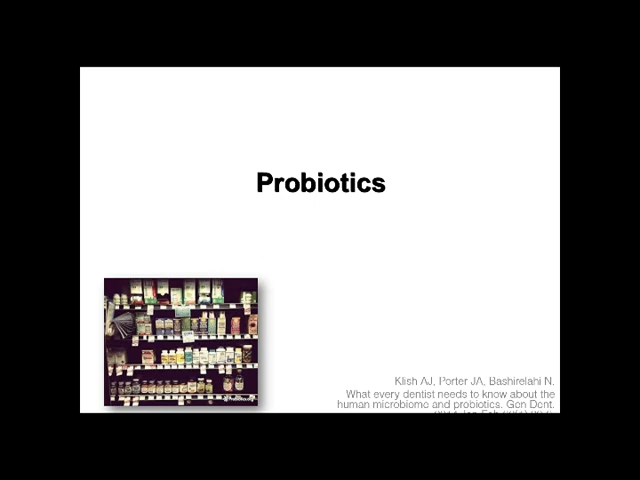 Probiotics
Klish AJ, Porter JA, Bashirelahi N.
What every dentist needs to know about the
human microbiome and probiotics. Gen Dent.